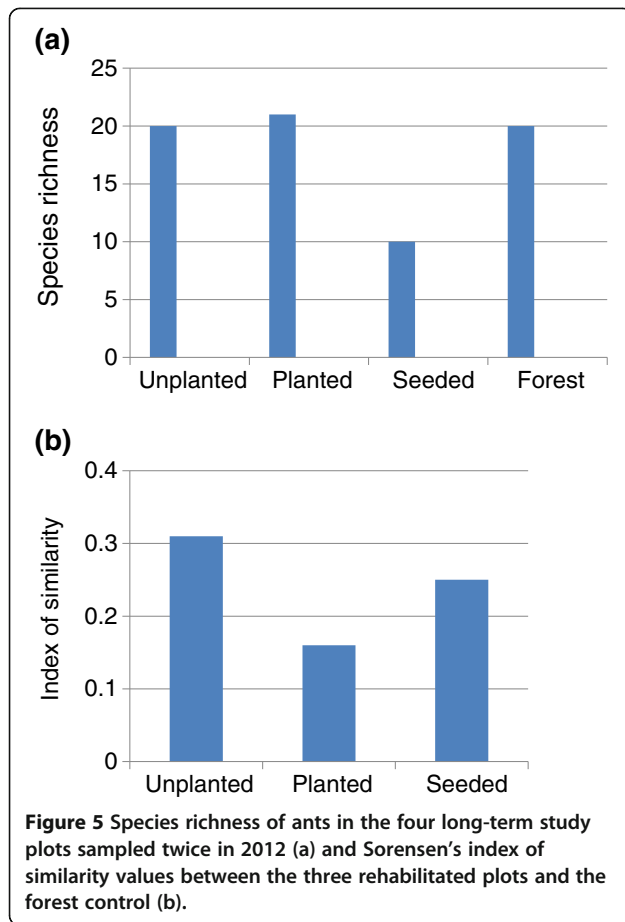 (a)
Species richness
25
20
15
10
5
0
Unplanted Planted Seeded Forest
(b)
Index of similarity
0.4
0.3
0.2
0.1
0
Unplanted Planted Seeded
Figure 5 Species richness of ants in the four long-term study
plots sampled twice in 2012 (a) and Sorensen's index of
similarity values between the three rehabilitated plots and the
forest control (b).